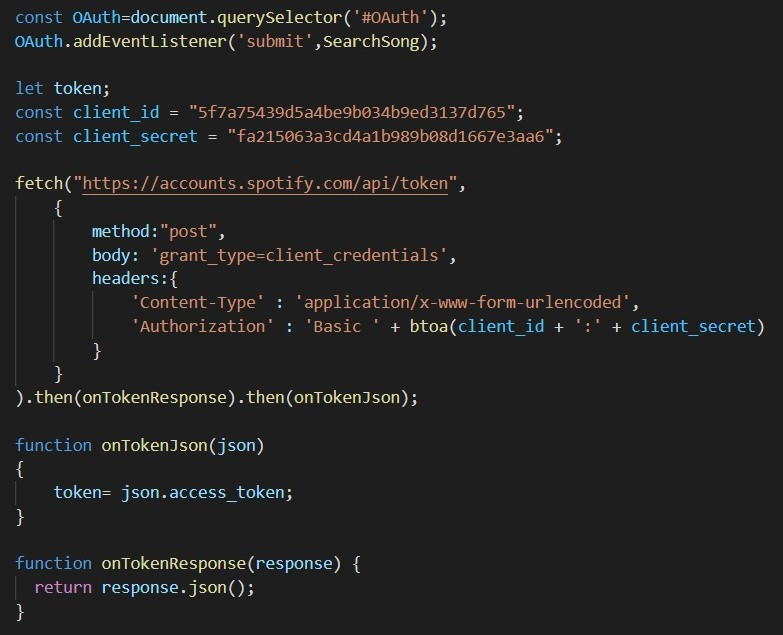 const OAuth=document.querySelector('#OAuth');
OAuth.addEventListener('submit',SearchSong);
let token;
const client_id = "5f7a75439d5a4be9b034b9ed3137d765";
const client_secret = "fa215063a3cd4a1b989b08d1667e3aa6";
fetch("https://accounts.spotify.com/api/token",
{
method:"post",
body: 'grant_type=client_credentials',
headers:{
'Content-Type' : 'application/x-www-form-urlencoded',
'Authorization' : 'Basic ' + btoa(client_id + ':' + client_secret)
}
}
).then(onTokenResponse).then(onTokenJson);
function onTokenJson(json)
{
token= json.access_token;
}
function onTokenResponse(response) {
return response.json();
}